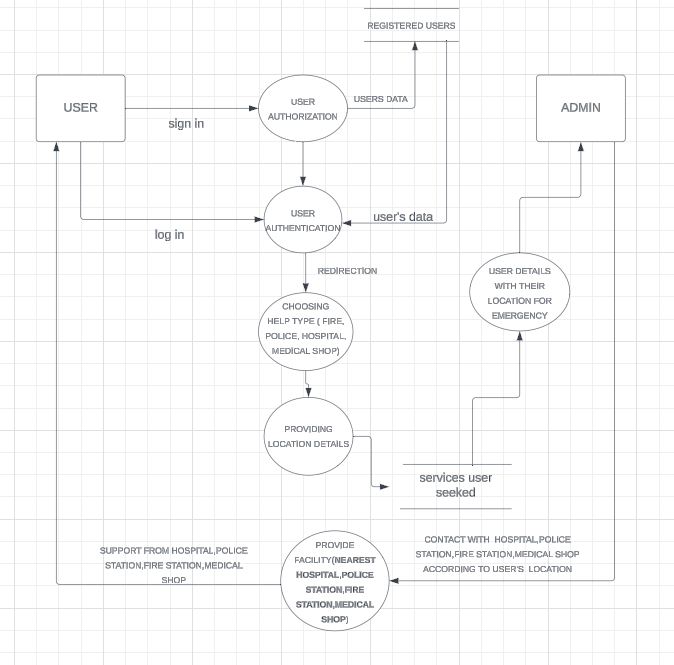 REGISTERED USERS
USER
sign in
USER
AUTHORIZATION
USERS DATA
ADMIN
log in
USER
AUTHENTICATION
user's data
REDIRECTION
CHOOSING
HELP TYPE ( FIRE,
POLICE, HOSPITAL,
MEDICAL SHOP)
USER DETAILS
WITH THEIR
LOCATION FOR
EMERGENCY
PROVIDING
LOCATION DETAILS
services user
seeked
SUPPORT FROM HOSPITAL,POLICE
STATION,FIRE STATION,MEDICAL
SHOP
PROVIDE
FACILITY(NEAREST
HOSPITAL,POLICE
STATION,FIRE
STATION,MEDICAL
SHOP)
CONTACT WITH HOSPITAL,POLICE
STATION,FIRE STATION,MEDICAL SHOP
ACCORDING TO USER'S LOCATION